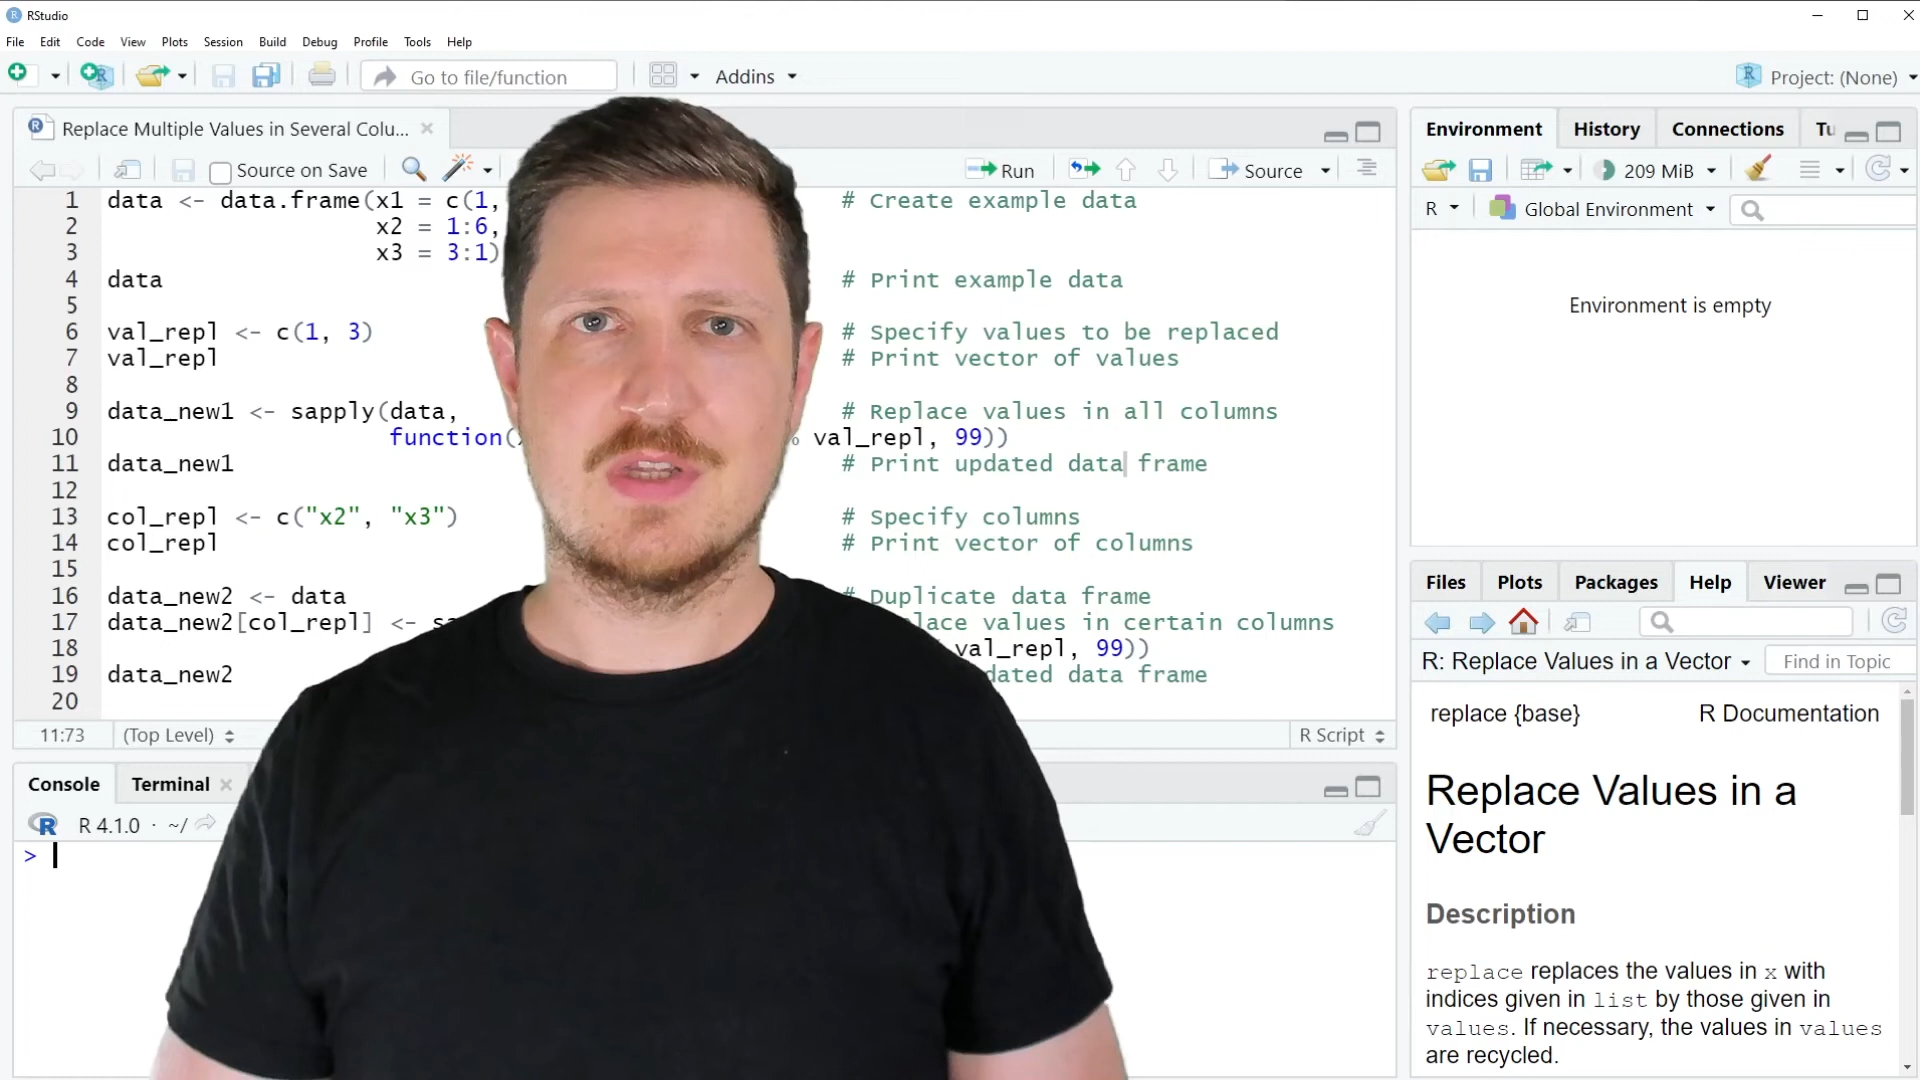 RStudio
File Edit Code View Plots Session Build Debug Profile Tools Help
Go to file/function Addins Project: (None)
Replace Multiple Values in Several Colu...
Source on Save Run Source
1 data <- data.frame(x1 = c(1, # Create example data
2 x2 = 1:6,
3 x3 = 3:1)
4 data # Print example data
5
6 val_repl <- c(1, 3) # Specify values to be replaced
7 val_repl # Print vector of values
8
9 data_new1 <- sapply(data, # Replace values in all columns
10 function( val_repl, 99))
11 data_new1 # Print updated data frame
12
13 col_repl <- c("x2", "x3") # Specify columns
14 col_repl # Print vector of columns
15
16 data_new2 <- data # Duplicate data frame
17 data_new2[col_repl] <- values in certain columns
18 val_repl, 99))
19 data_new2 data frame
20
11:73 (Top Level) R Script
Console Terminal
R 4.1.0 · ~/
>
Environment History Connections
209 MiB
R Global Environment
Environment is empty
Files Plots Packages Help Viewer
R: Replace Values in a Vector Find in Topic
replace {base} R Documentation
Replace Values in a
Vector
Description
replace replaces the values in x with
indices given in list by those given in
values. If necessary, the values in values
are recycled.